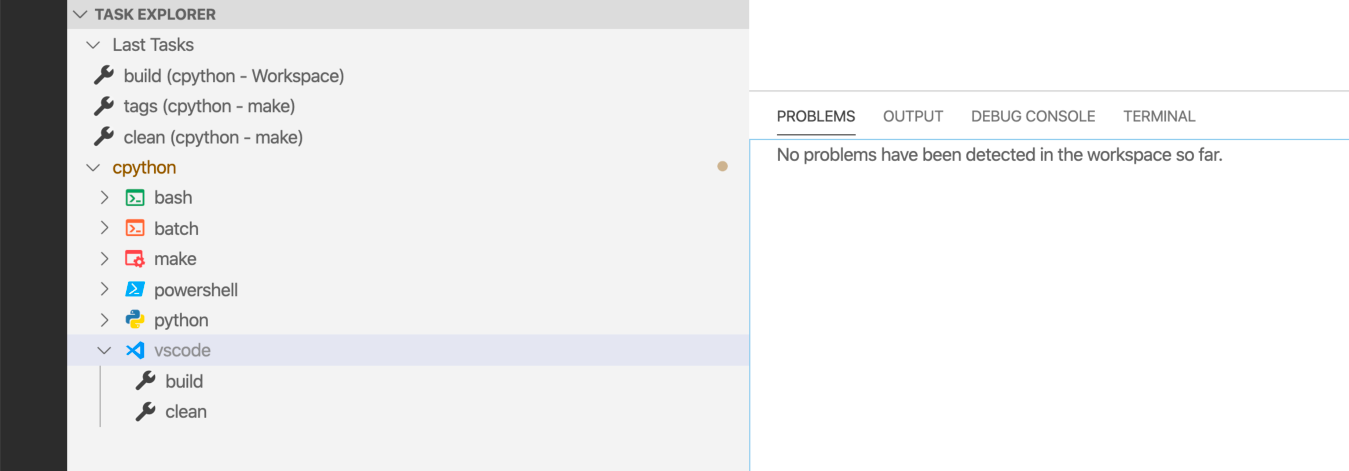 TASK EXPLORER
Last Tasks
build (cpython - Workspace)
tags (cpython - make)
clean (cpython - make)
cpython
bash
batch
make
powershell
python
vscode
build
clean
PROBLEMS OUTPUT DEBUG CONSOLE TERMINAL
No problems have been detected in the workspace so far.